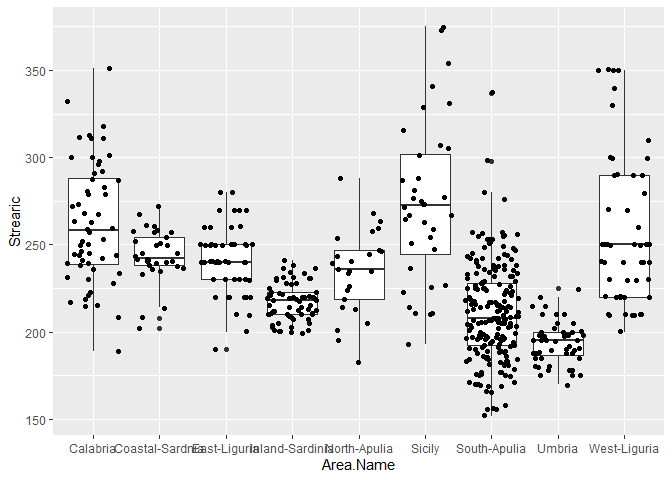 350
300
250
200
150
Strearic
Calabria Coastal-Sardnia East-Liguria Inland-Sardinia North-Apulia Sicily South-Apulia Umbria West-Liguria
Area.Name